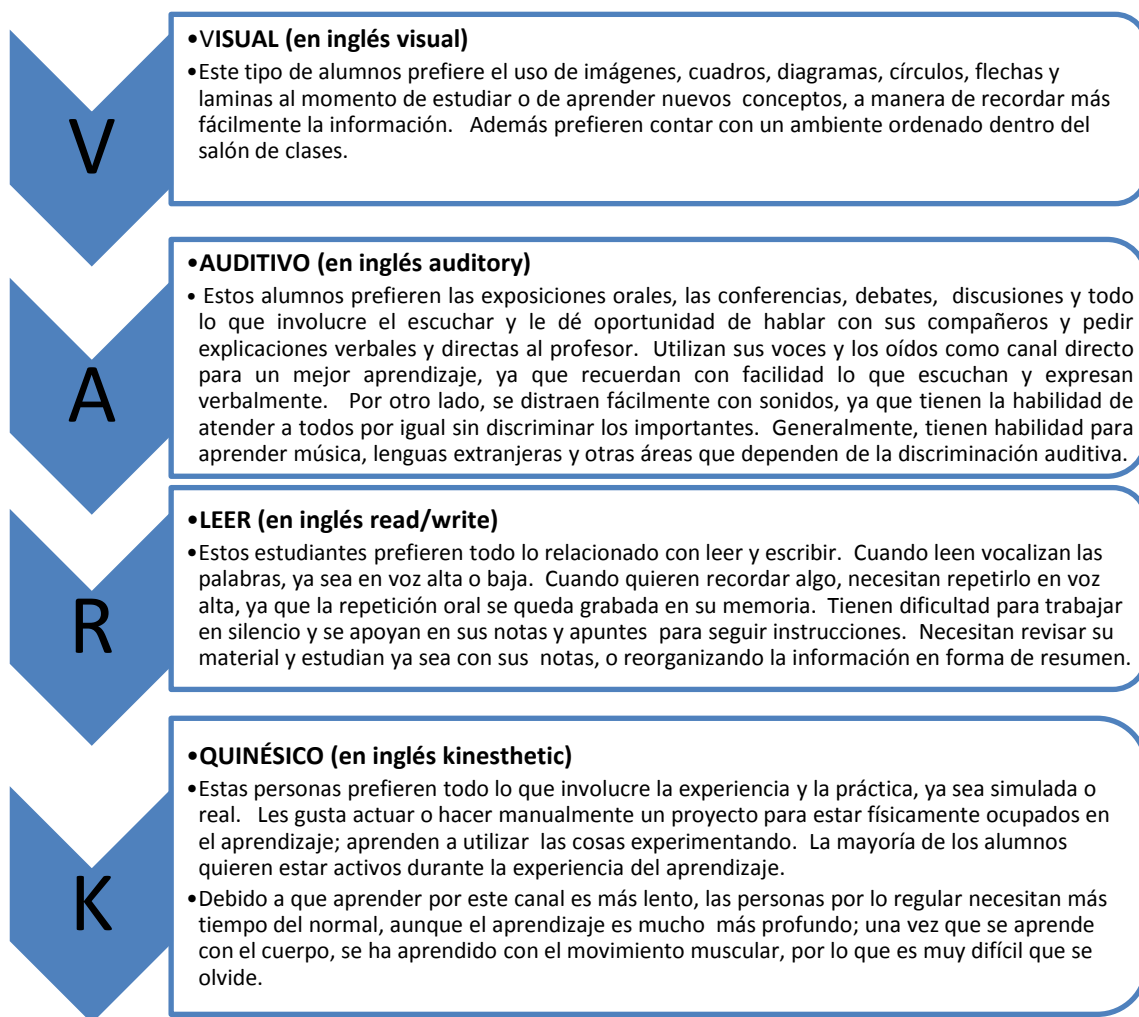 V
•VISUAL (en inglés visual)
•Este tipo de alumnos prefiere el uso de imágenes, cuadros, diagramas, círculos, flechas y
laminas al momento de estudiar o de aprender nuevos conceptos, a manera de recordar más
fácilmente la información. Además prefieren contar con un ambiente ordenado dentro del
salón de clases.
A
•AUDITIVO (en inglés auditory)
• Estos alumnos prefieren las exposiciones orales, las conferencias, debates, discusiones y todo
lo que involucre el escuchar y le dé oportunidad de hablar con sus compañeros y pedir
explicaciones verbales y directas al profesor. Utilizan sus voces y los oídos como canal directo
para un mejor aprendizaje, ya que recuerdan con facilidad lo que escuchan y expresan
verbalmente. Por otro lado, se distraen fácilmente con sonidos, ya que tienen la habilidad de
atender a todos por igual sin discriminar los importantes. Generalmente, tienen habilidad para
aprender música, lenguas extranjeras y otras áreas que dependen de la discriminación auditiva.
R
•LEER (en inglés read/write)
•Estos estudiantes prefieren todo lo relacionado con leer y escribir. Cuando leen vocalizan las
palabras, ya sea en voz alta o baja. Cuando quieren recordar algo, necesitan repetirlo en voz
alta, ya que la repetición oral se queda grabada en su memoria. Tienen dificultad para trabajar
en silencio y se apoyan en sus notas y apuntes para seguir instrucciones. Necesitan revisar su
material y estudian ya sea con sus notas, o reorganizando la información en forma de resumen.
K
•QUINÉSICO (en inglés kinesthetic)
•Estas personas prefieren todo lo que involucre la experiencia y la práctica, ya sea simulada o
real. Les gusta actuar o hacer manualmente un proyecto para estar físicamente ocupados en
el aprendizaje; aprenden a utilizar las cosas experimentando. La mayoría de los alumnos
quieren estar activos durante la experiencia del aprendizaje.
•Debido a que aprender por este canal es más lento, las personas por lo regular necesitan más
tiempo del normal, aunque el aprendizaje es mucho más profundo; una vez que se aprende
con el cuerpo, se ha aprendido con el movimiento muscular, por lo que es muy difícil que se
olvide.